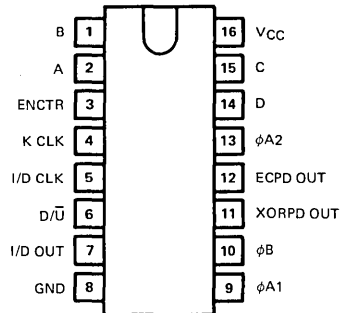 B 1 16 VCC
A 2 15 C
ENCTR 3 14 D
K CLK 4 13 ϕA2
I/D CLK 5 12 ECPD OUT
D/U̅ 6 11 XORPD OUT
I/D OUT 7 10 ϕB
GND 8 9 ϕA1